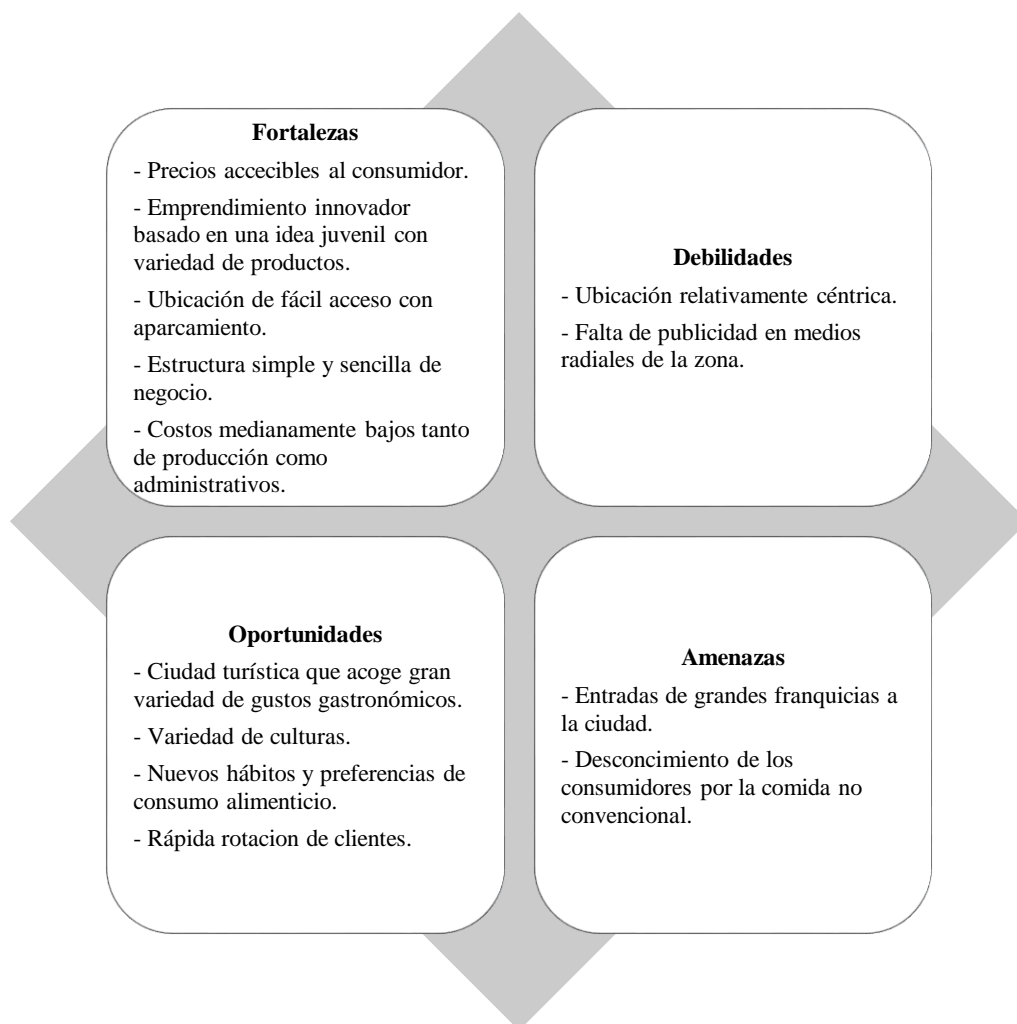 Fortalezas
- Precios accecibles al consumidor.
- Emprendimiento innovador
basado en una idea juvenil con
variedad de productos.
- Ubicación de fácil acceso con
aparcamiento.
- Estructura simple y sencilla de
negocio.
- Costos medianamente bajos tanto
de producción como
administrativos.
Debilidades
- Ubicación relativamente céntrica.
- Falta de publicidad en medios
radiales de la zona.
Oportunidades
- Ciudad turística que acoge gran
variedad de gustos gastronómicos.
- Variedad de culturas.
- Nuevos hábitos y preferencias de
consumo alimenticio.
- Rápida rotacion de clientes.
Amenazas
- Entradas de grandes franquicias a
la ciudad.
- Desconcimiento de los
consumidores por la comida no
convencional.